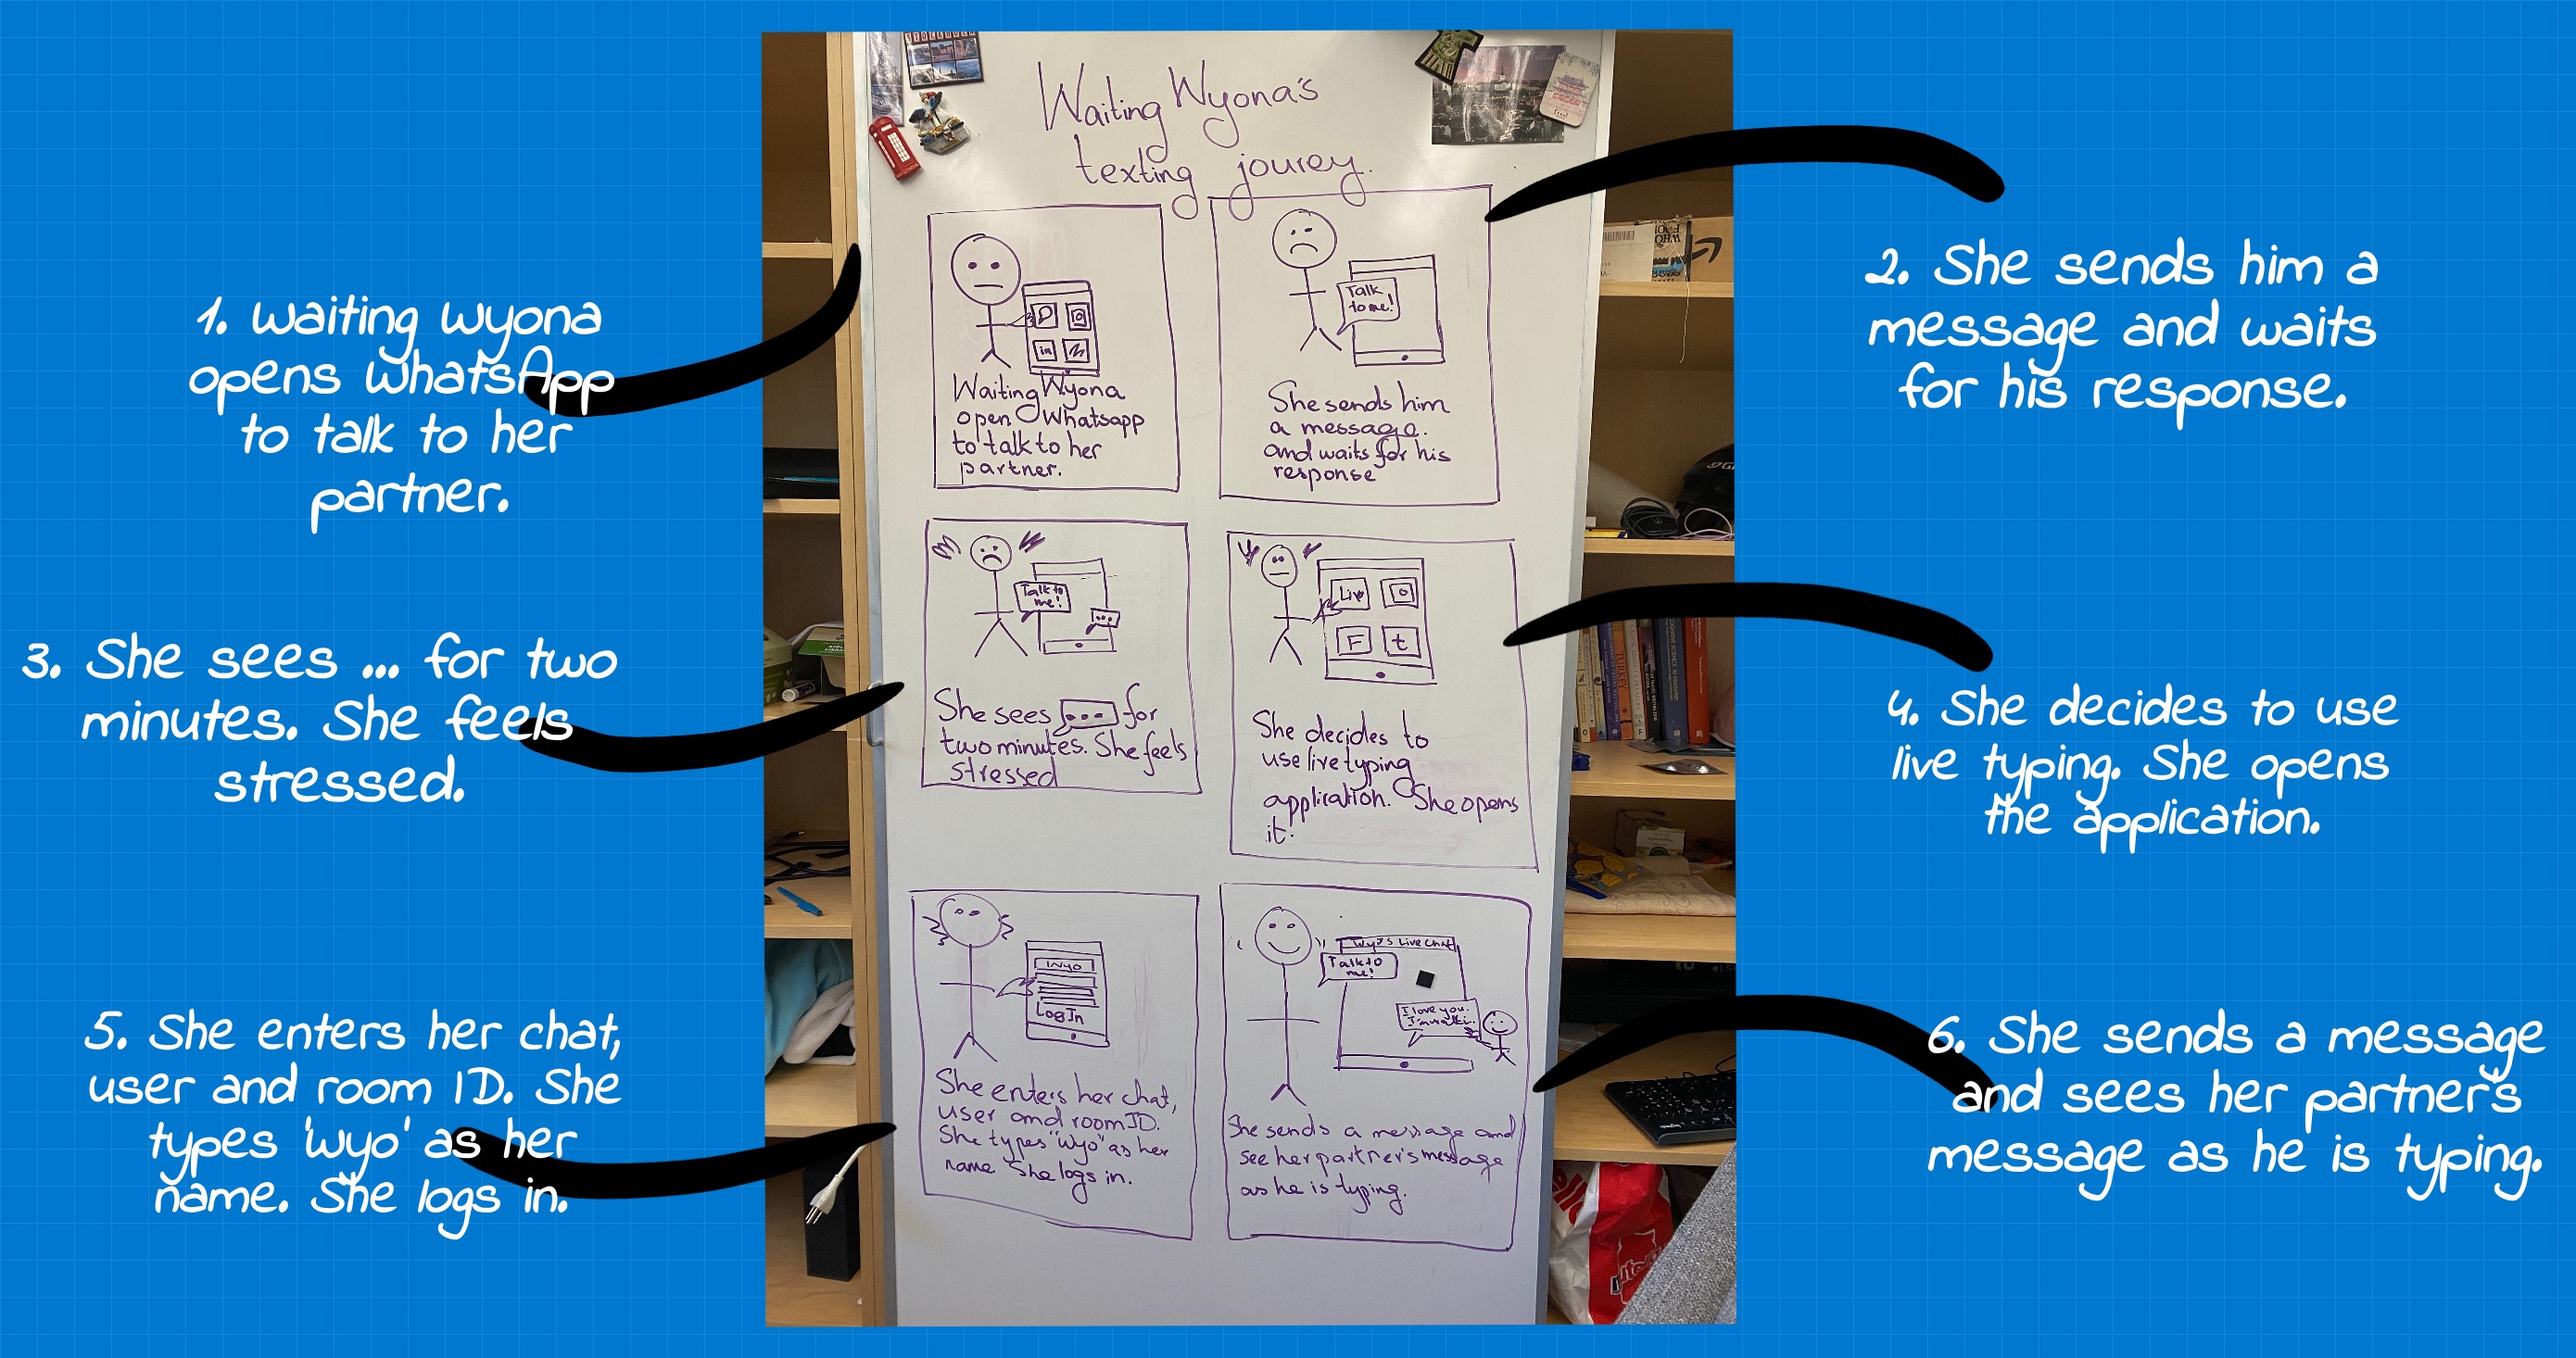 Waiting Wyona's
texting jourey.
1. Waiting Wyona
opens WhatsApp
to talk to her
partner.
Waiting Wyona
open Whatsapp
to talk to her
partner.
2. She sends him a
message and waits
for his response.
Talk
to me!
She sends him
a message.
and waits for his
response
3. She sees ... for two
minutes. She feels
stressed.
Talk to
me!
...
She sees ... for
two minutes. She feels
stressed
4. She decides to use
live typing. She opens
the application.
Live
F
t
She decides to
use live typing
application. She opens
it.
5. She enters her chat,
user and room ID. She
types 'Wyo' as her
name. She logs in.
Wyo
Log In
She enters her chat,
user and room ID.
She types "Wyo" as her
name She logs in.
6. She sends a message
and sees her partner's
message as he is typing.
Wyo's Live Chat
Talk to
me!
I love you.
She sends a message and
see her partner's message
as he is typing.